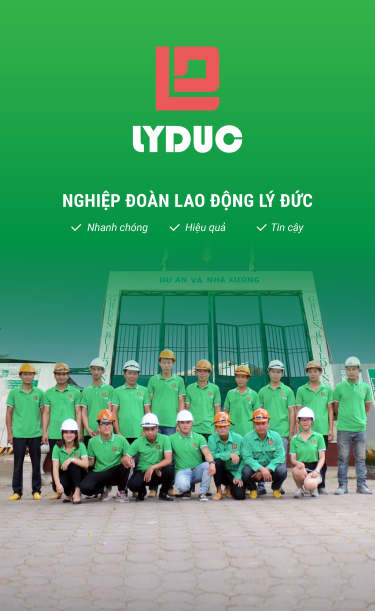 LYDUC
NGHIỆP ĐOÀN LAO ĐỘNG LÝ ĐỨC
Nhanh chóng Hiệu quả Tin cậy
DỰ ÁN VÀ NHÀ XƯỞNG